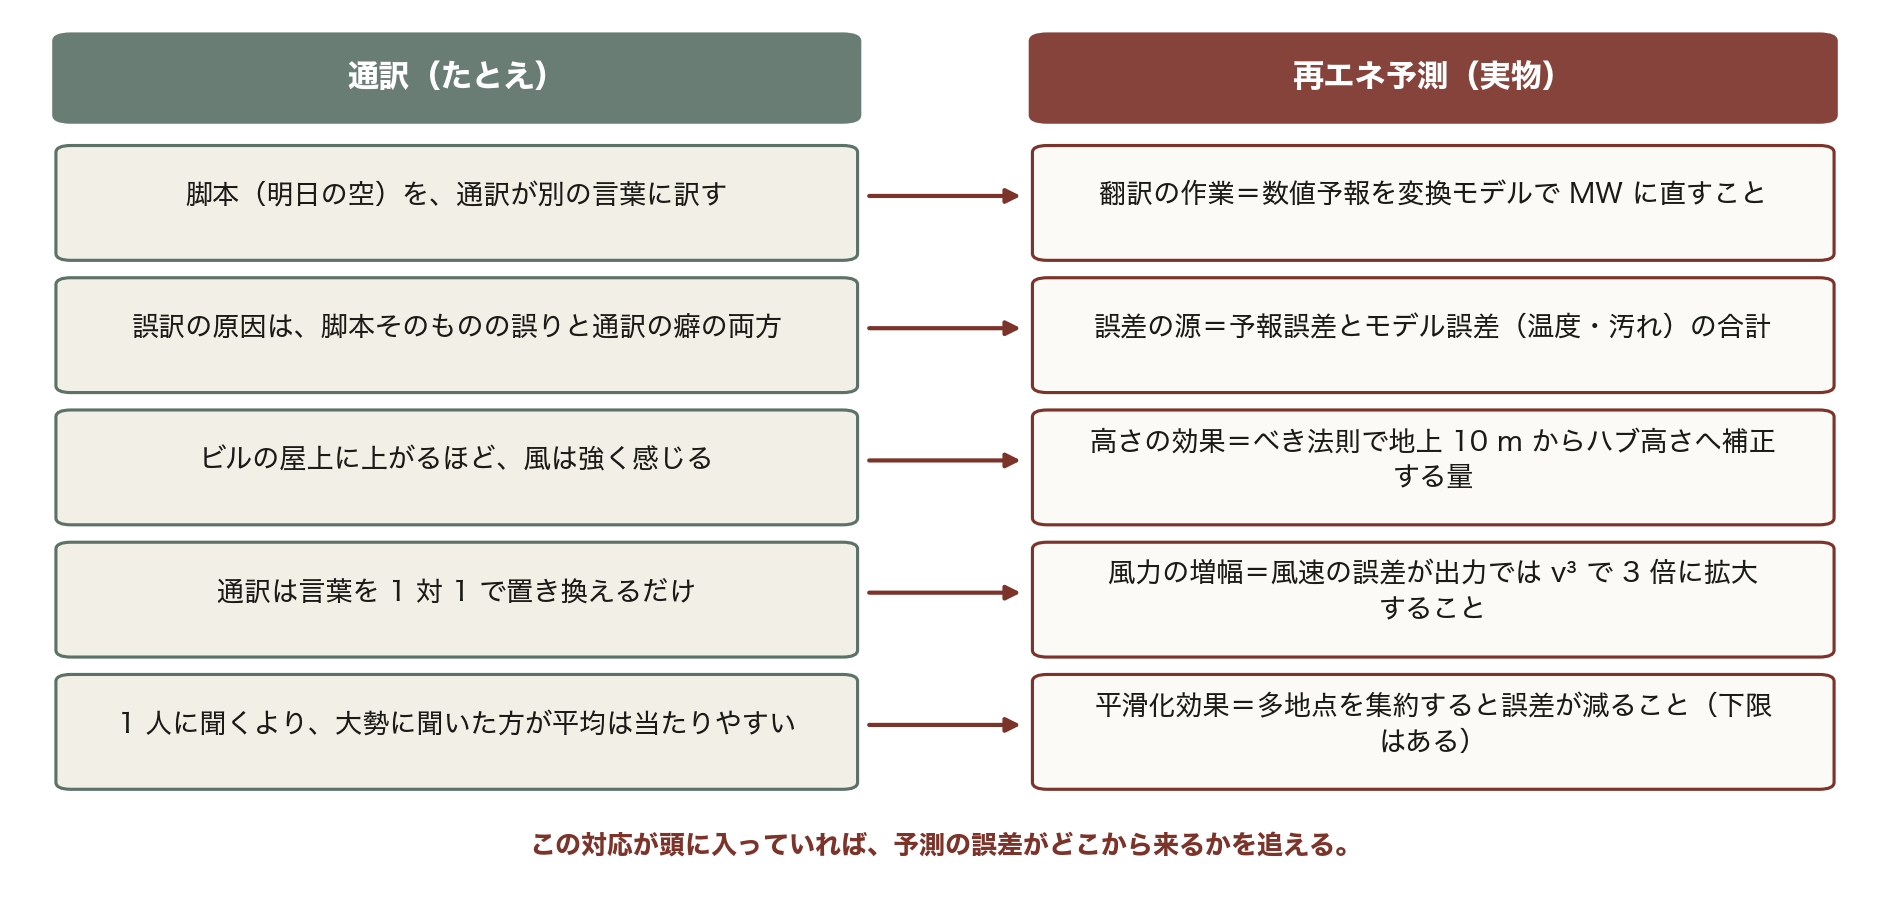 通訳（たとえ）
再エネ予測（実物）
脚本（明日の空）を、通訳が別の言葉に訳す
翻訳の作業＝数値予報を変換モデルで MW に直すこと
誤訳の原因は、脚本そのものの誤りと通訳の癖の両方
誤差の源＝予報誤差とモデル誤差（温度・汚れ）の合計
ビルの屋上に上がるほど、風は強く感じる
高さの効果＝べき法則で地上 10 m からハブ高さへ補正
する量
通訳は言葉を 1 対 1 で置き換えるだけ
風力の増幅＝風速の誤差が出力では v³ で 3 倍に拡大
すること
1 人に聞くより、大勢に聞いた方が平均は当たりやすい
平滑化効果＝多地点を集約すると誤差が減ること（下限
はある）
この対応が頭に入っていれば、予測の誤差がどこから来るかを追える。